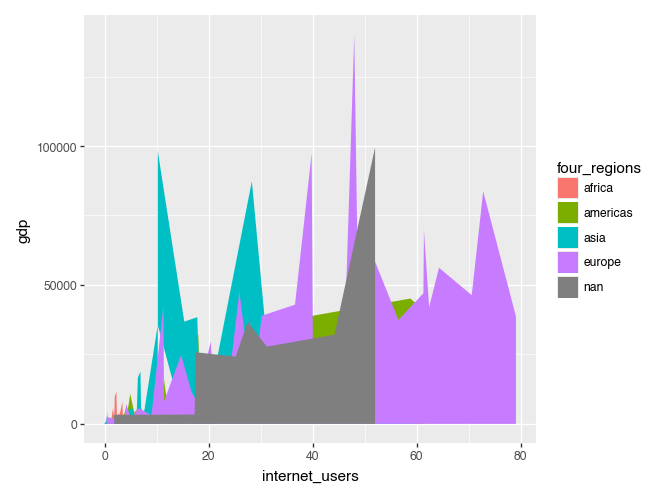 gdp
100000
50000
0
0
20
40
60
80
internet_users
four_regions
africa
americas
asia
europe
nan